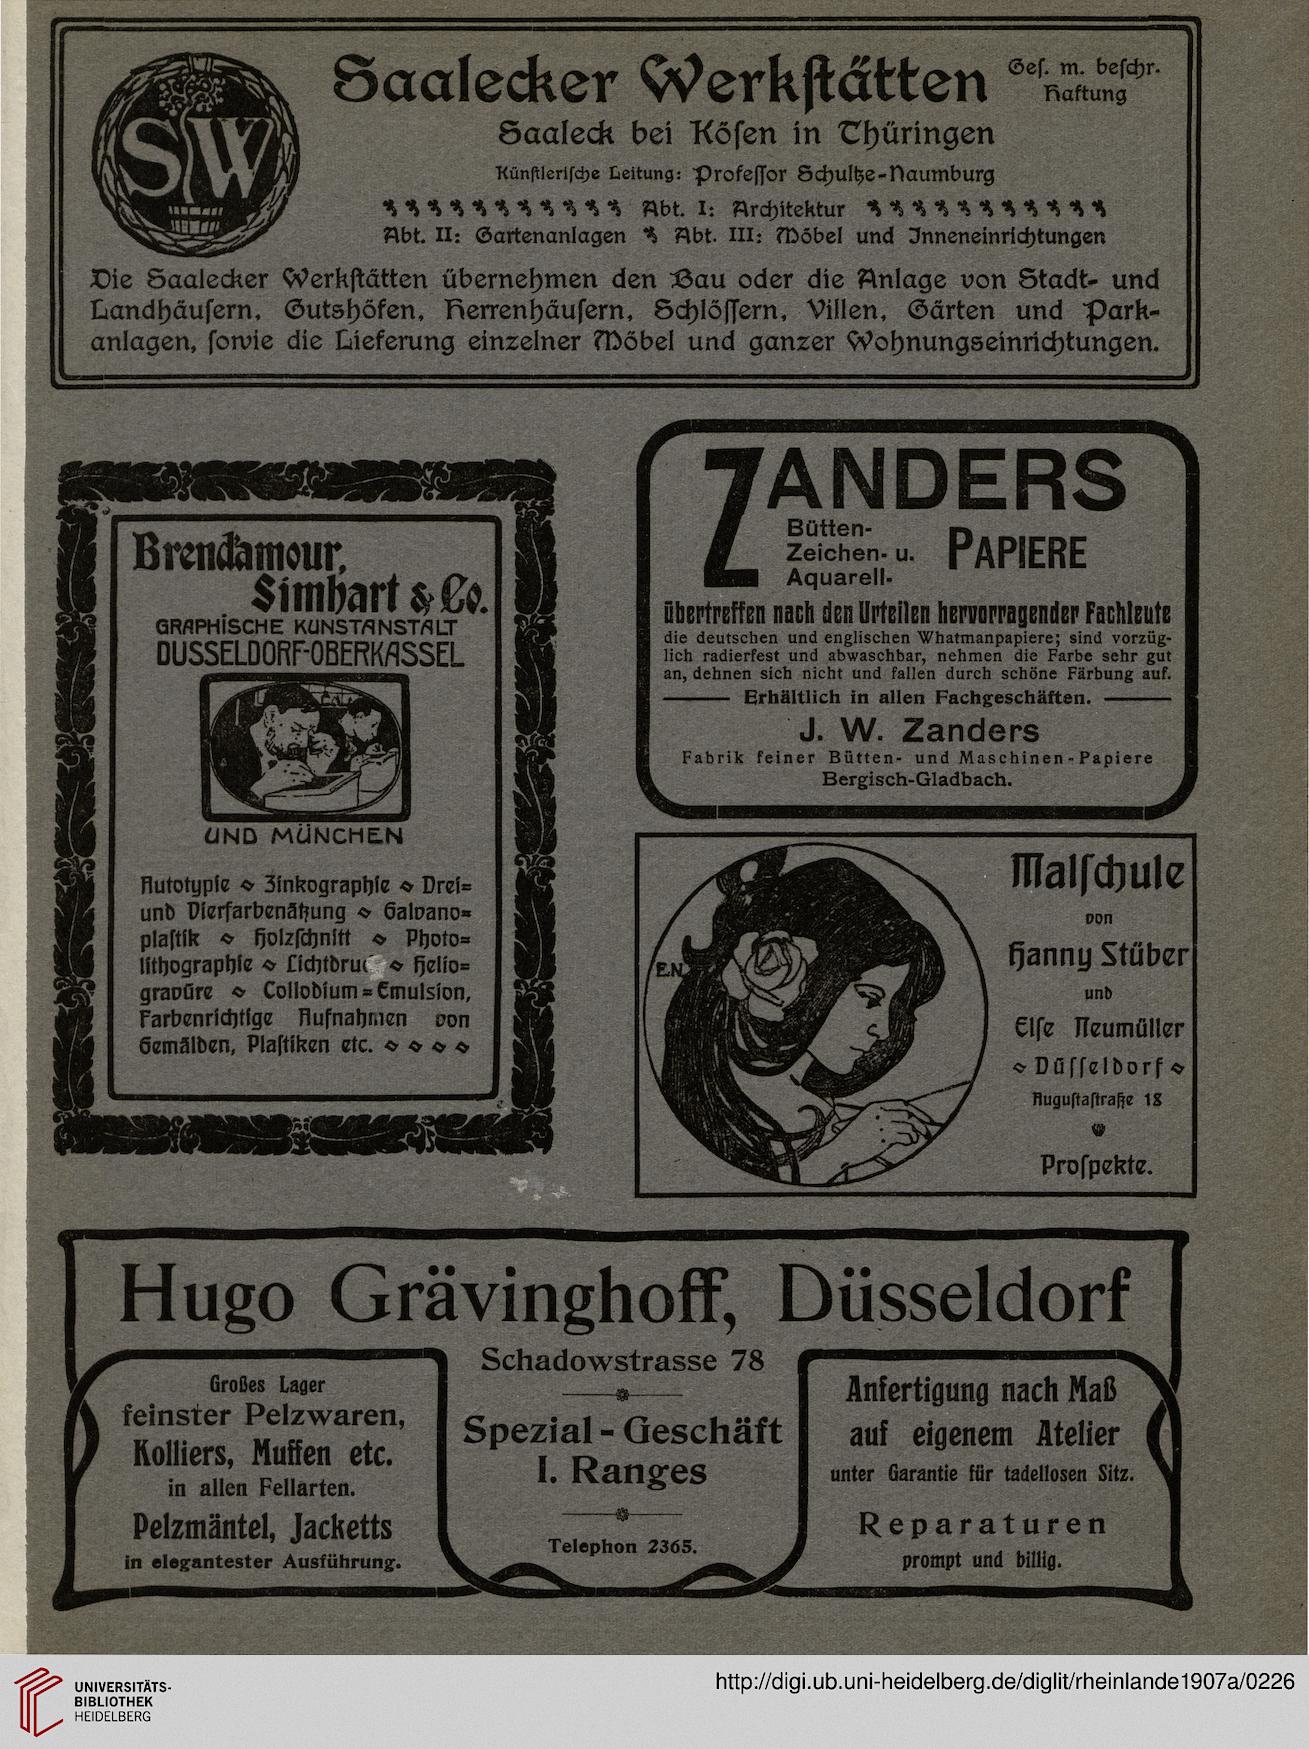 SW
Saalecker Werkſtätten
Geſ. m. beſchr.
Haftung
Saaleck bei Köſen in Thüringen
Künſtleriſche Leitung: Profeſſor Schultze-Naumburg
Abt. I: Architektur
Abt. II: Gartenanlagen Abt. III: Möbel und Inneneinrichtungen
Die Saalecker Werkſtätten übernehmen den Bau oder die Anlage von Stadt- und
Landhäuſern, Gutshöfen, Herrenhäuſern, Schlöſſern, Villen, Gärten und Park-
anlagen, ſowie die Lieferung einzelner Möbel und ganzer Wohnungseinrichtungen.
Brend'amour,
Simhart & Co.
GRAPHISCHE KUNSTANSTALT
DUSSELDORF-OBERKASSEL
UND MÜNCHEN
Autotypie Zinkographie Drei=
und Vierfarbenätzung Galvano=
plaſtik Holzſchnitt Photo=
lithographie Lichtdruck Helio=
gravüre Collodium=Emulsion,
Farbenrichtige Aufnahmen von
Gemälden, Plaſtiken etc.
ZANDERS
Bütten-
Zeichen- u. PAPIERE
Aquarell-
übertreffen nach den Urteilen hervorragender Fachleute
die deutschen und englischen Whatmanpapiere; sind vorzüg-
lich radierfest und abwaschbar, nehmen die Farbe sehr gut
an, dehnen sich nicht und fallen durch schöne Färbung auf.
Erhältlich in allen Fachgeschäften.
J. W. Zanders
Fabrik feiner Bütten- und Maschinen-Papiere
Bergisch-Gladbach.
E.N.
Malſchule
von
Hanny Stüber
und
Elſe Neumüller
Düſſeldorf
Auguſtaſtraße 18
Proſpekte.
Hugo Grävinghoff, Düsseldorf
Schadowstrasse 78
Großes Lager
feinster Pelzwaren,
Kolliers, Muffen etc.
in allen Fellarten.
Pelzmäntel, Jacketts
in elegantester Ausführung.
Spezial-Geschäft
I. Ranges
Telephon 2365.
Anfertigung nach Maß
auf eigenem Atelier
unter Garantie für tadellosen Sitz.
Reparaturen
prompt und billig.
UNIVERSITÄTS-
BIBLIOTHEK
HEIDELBERG
http://digi.ub.uni-heidelberg.de/diglit/rheinlande1907a/0226